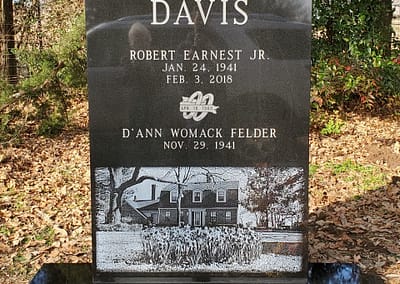 DAVIS
ROBERT EARNEST JR.
JAN. 24, 1941
FEB. 3, 2018
D'ANN WOMACK FELDER
NOV. 29, 1941